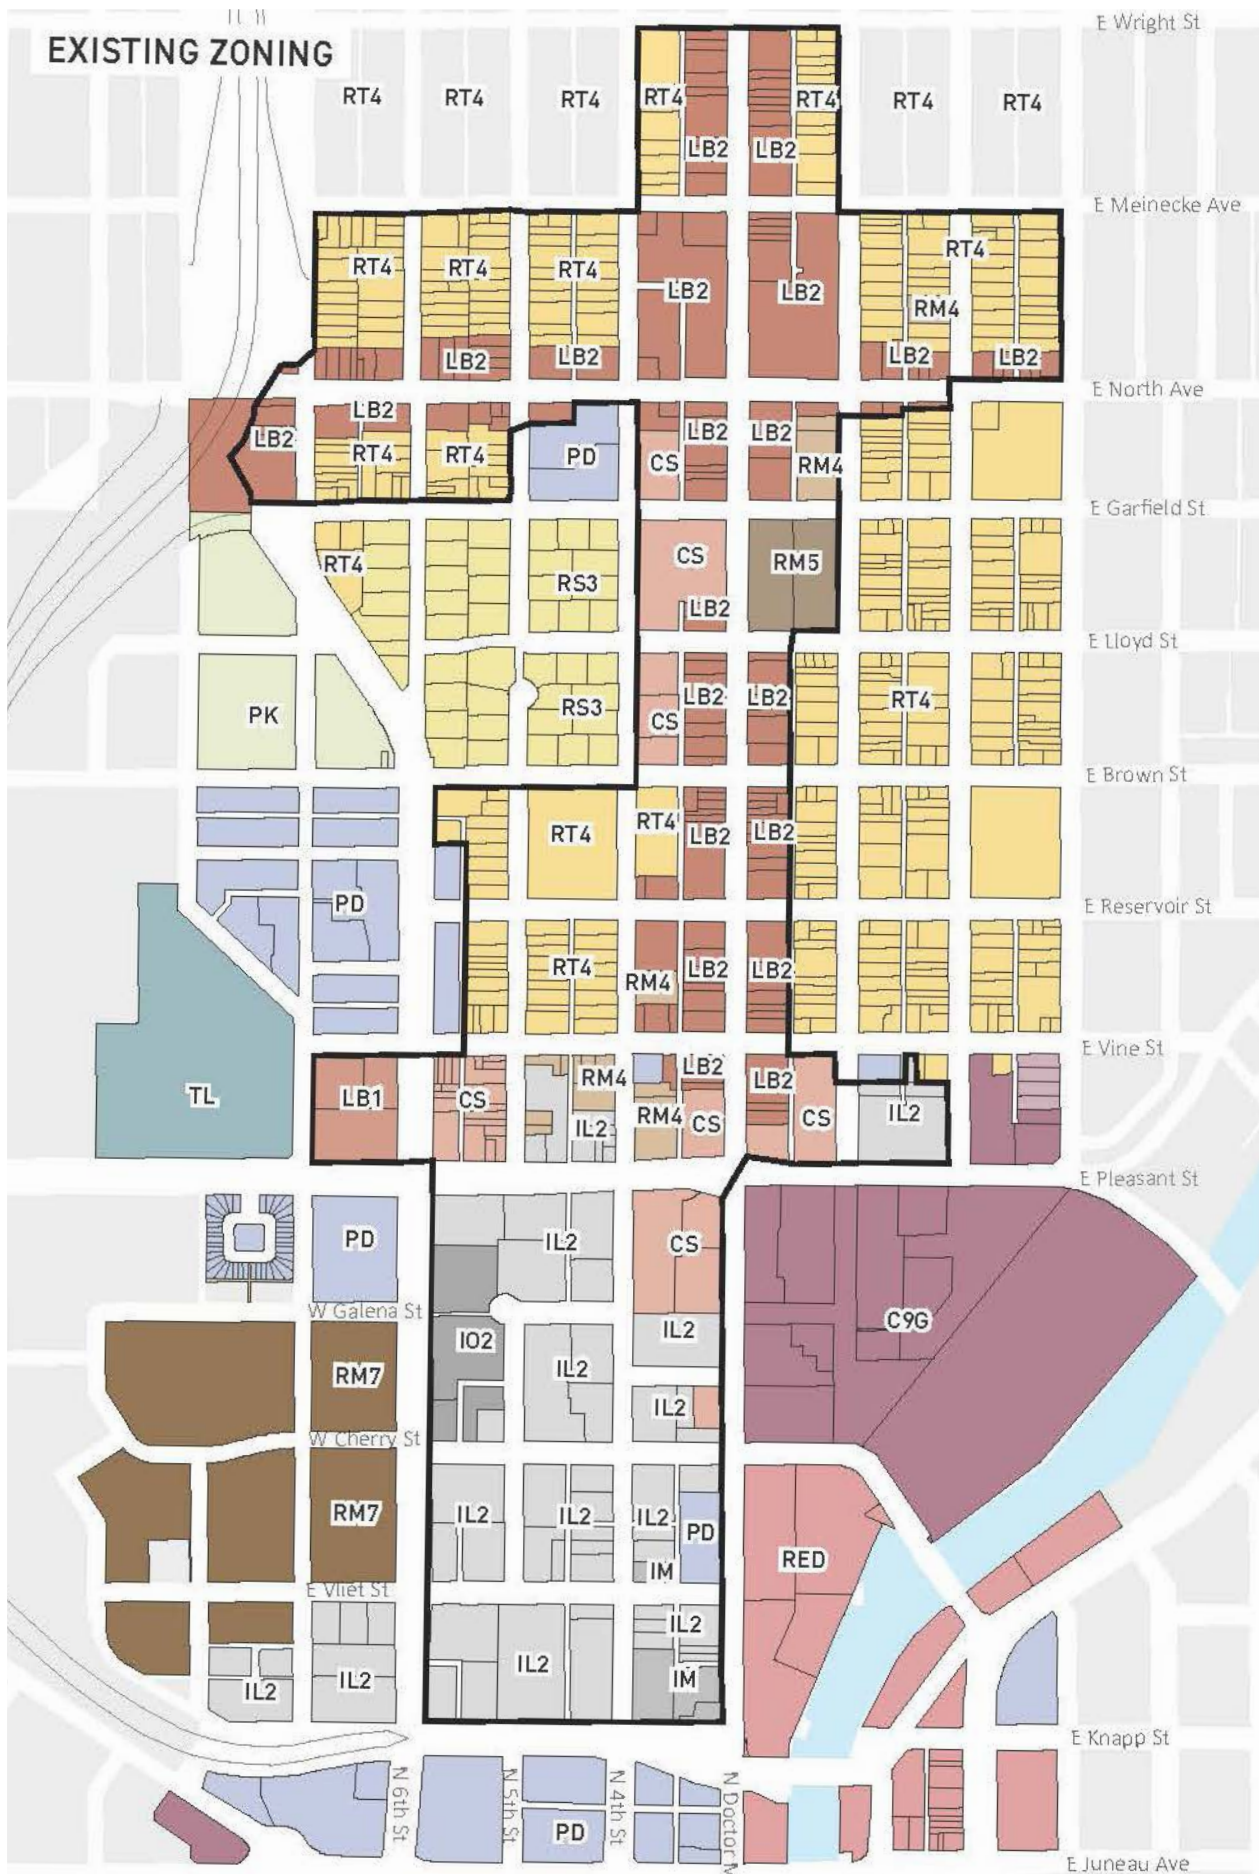 E Wright St
EXISTING ZONING
RT4 RT4 RT4 RT4 RT4 RT4 RT4
LB2 LB2
E Meinecke Ave
RT4
RT4 RT4 RT4
LB2 LB2
RM4
LB2 LB2 LB2 LB2
E North Ave
LB2
LB2 LB2 LB2
RT4 RT4 PD CS RM4
E Garfield St
RT4 RS3 CS RM5
LB2
E Lloyd St
PK RS3 CS LB2 LB2 RT4
E Brown St
RT4 RT4 LB2 LB2
PD
E Reservoir St
RT4 RM4 LB2 LB2
E Vine St
TL LB1 CS RM4 LB2 LB2
IL2 RM4 CS CS IL2
E Pleasant St
PD IL2 CS
W Galena St
C9G
IO2 IL2
RM7 IL2
IL2
W Cherry St
RM7 IL2 IL2 IL2 PD
RED
IM
E Vliet St
IL2
IL2 IL2 IL2 IM
E Knapp St
N 6th St
N 5th St
N 4th St
N Doctor M
PD
E Juneau Ave